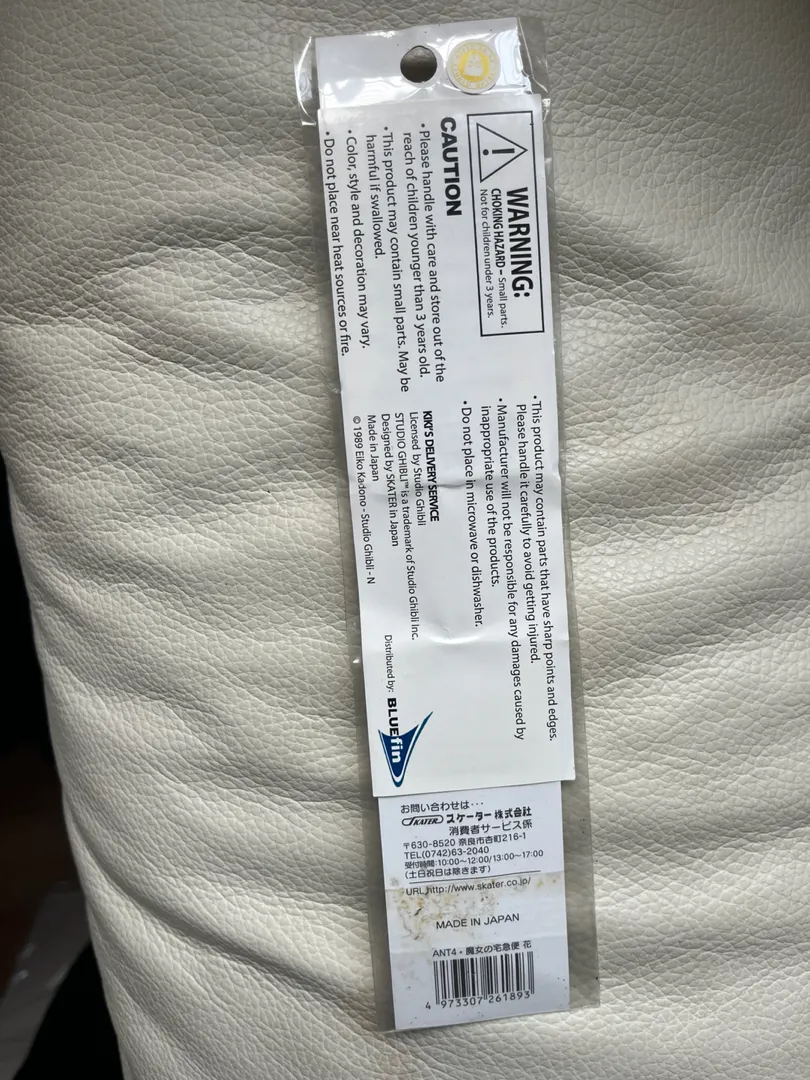 WARNING:
CHOKING HAZARD – Small parts.
Not for children under 3 years.
CAUTION
• Please handle with care and store out of the
reach of children younger than 3 years old.
• This product may contain small parts. May be
harmful if swallowed.
• Color, style and decoration may vary.
• Do not place near heat sources or fire.
• This product may contain parts that have sharp points and edges.
Please handle it carefully to avoid getting injured.
• Manufacturer will not be responsible for any damages caused by
inappropriate use of the products.
• Do not place in microwave or dishwasher.
KIKI'S DELIVERY SERVICE
Licensed by Studio Ghibli
STUDIO GHIBLI™ is a trademark of Studio Ghibli Inc.
Designed by SKATER in Japan
Made in Japan
© 1989 Eiko Kadono - Studio Ghibli - N
Distributed by:
BLUEfin
お問い合わせは…
SKATER スケーター株式会社
消費者サービス係
〒630-8520 奈良市杏町216-1
TEL(0742)63-2040
受付時間:10:00〜12:00/13:00〜17:00
(土日祝日は除きます)
URL http://www.skater.co.jp/
MADE IN JAPAN
ANT4・魔女の宅急便 花
4 973307 261893